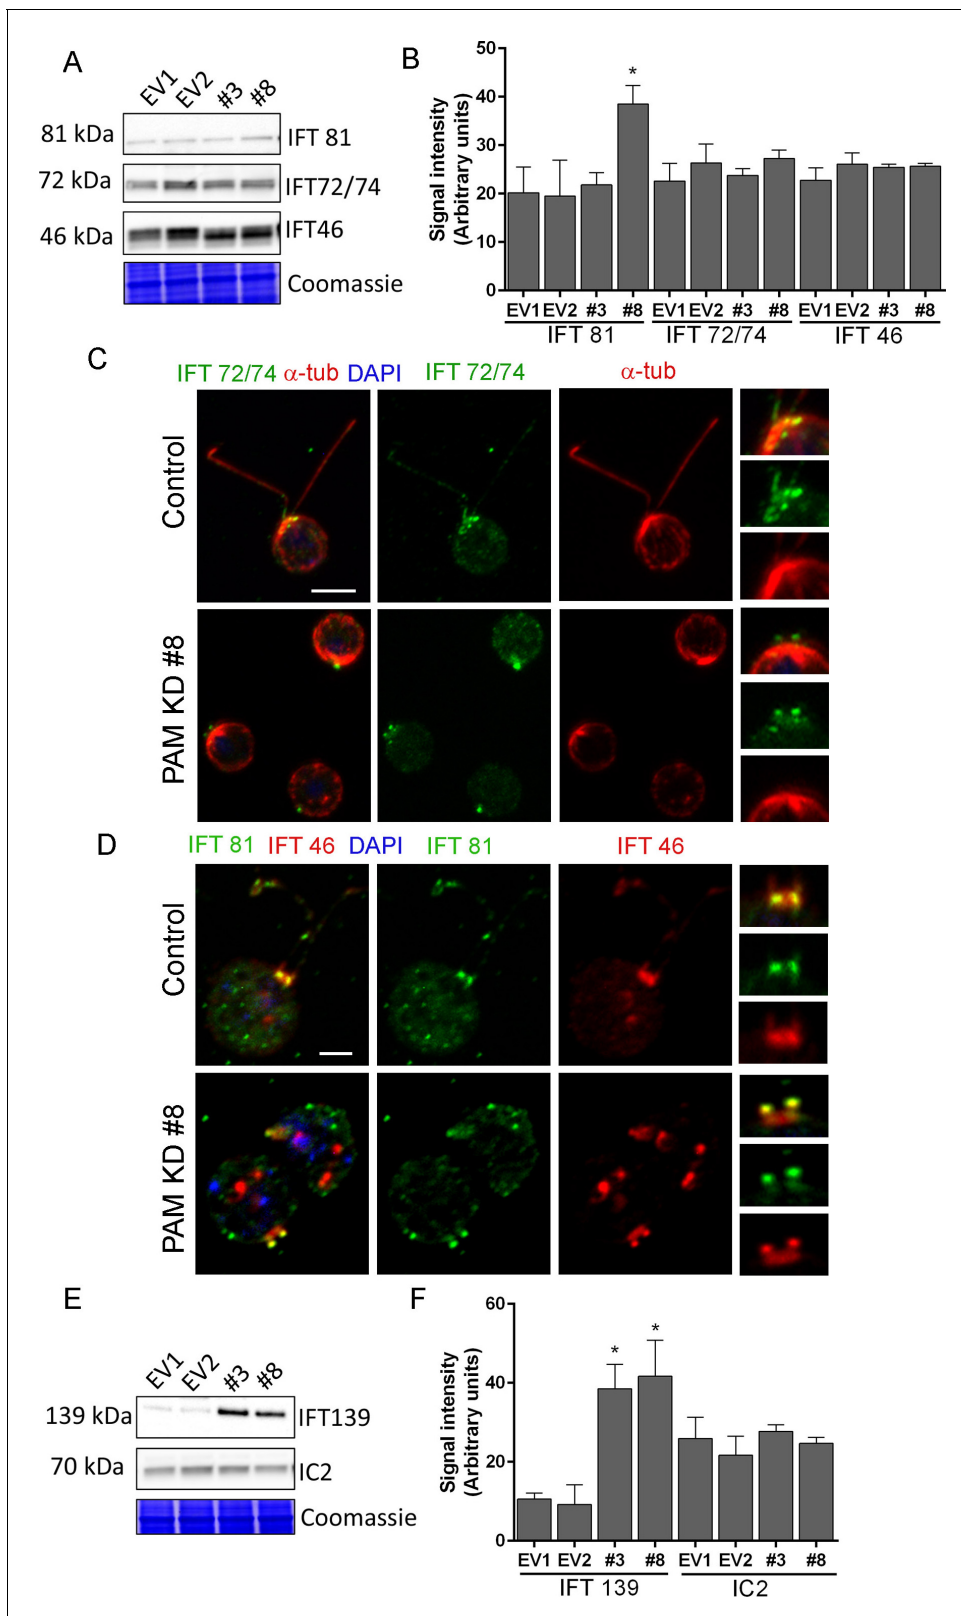 A
EV1 EV2 #3 #8
81 kDa IFT 81
72 kDa IFT72/74
46 kDa IFT46
Coomassie
B
Signal intensity
(Arbitrary units)
50
40
30
20
10
0
EV1 EV2 #3 #8 EV1 EV2 #3 #8 EV1 EV2 #3 #8
IFT 81 IFT 72/74 IFT 46
*
C
IFT 72/74 α-tub DAPI IFT 72/74 α-tub
Control
PAM KD #8
D
IFT 81 IFT 46 DAPI IFT 81 IFT 46
Control
PAM KD #8
E
EV1 EV2 #3 #8
139 kDa IFT139
70 kDa IC2
Coomassie
F
Signal intensity
(Arbitrary units)
60
40
20
0
* *
EV1 EV2 #3 #8 EV1 EV2 #3 #8
IFT 139 IC2